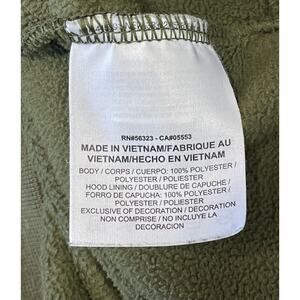 RN#56323 - CA#05553
MADE IN VIETNAM/FABRIQUE AU
VIETNAM/HECHO EN VIETNAM
BODY / CORPS / CUERPO: 100% POLYESTER /
POLYESTER / POLIESTER
HOOD LINING / DOUBLURE DE CAPUCHE /
FORRO DE CAPUCHA: 100% POLYESTER /
POLYESTER / POLIESTER
EXCLUSIVE OF DECORATION / DECORATION
NON COMPRISE / NO INCLUYE LA
DECORACION